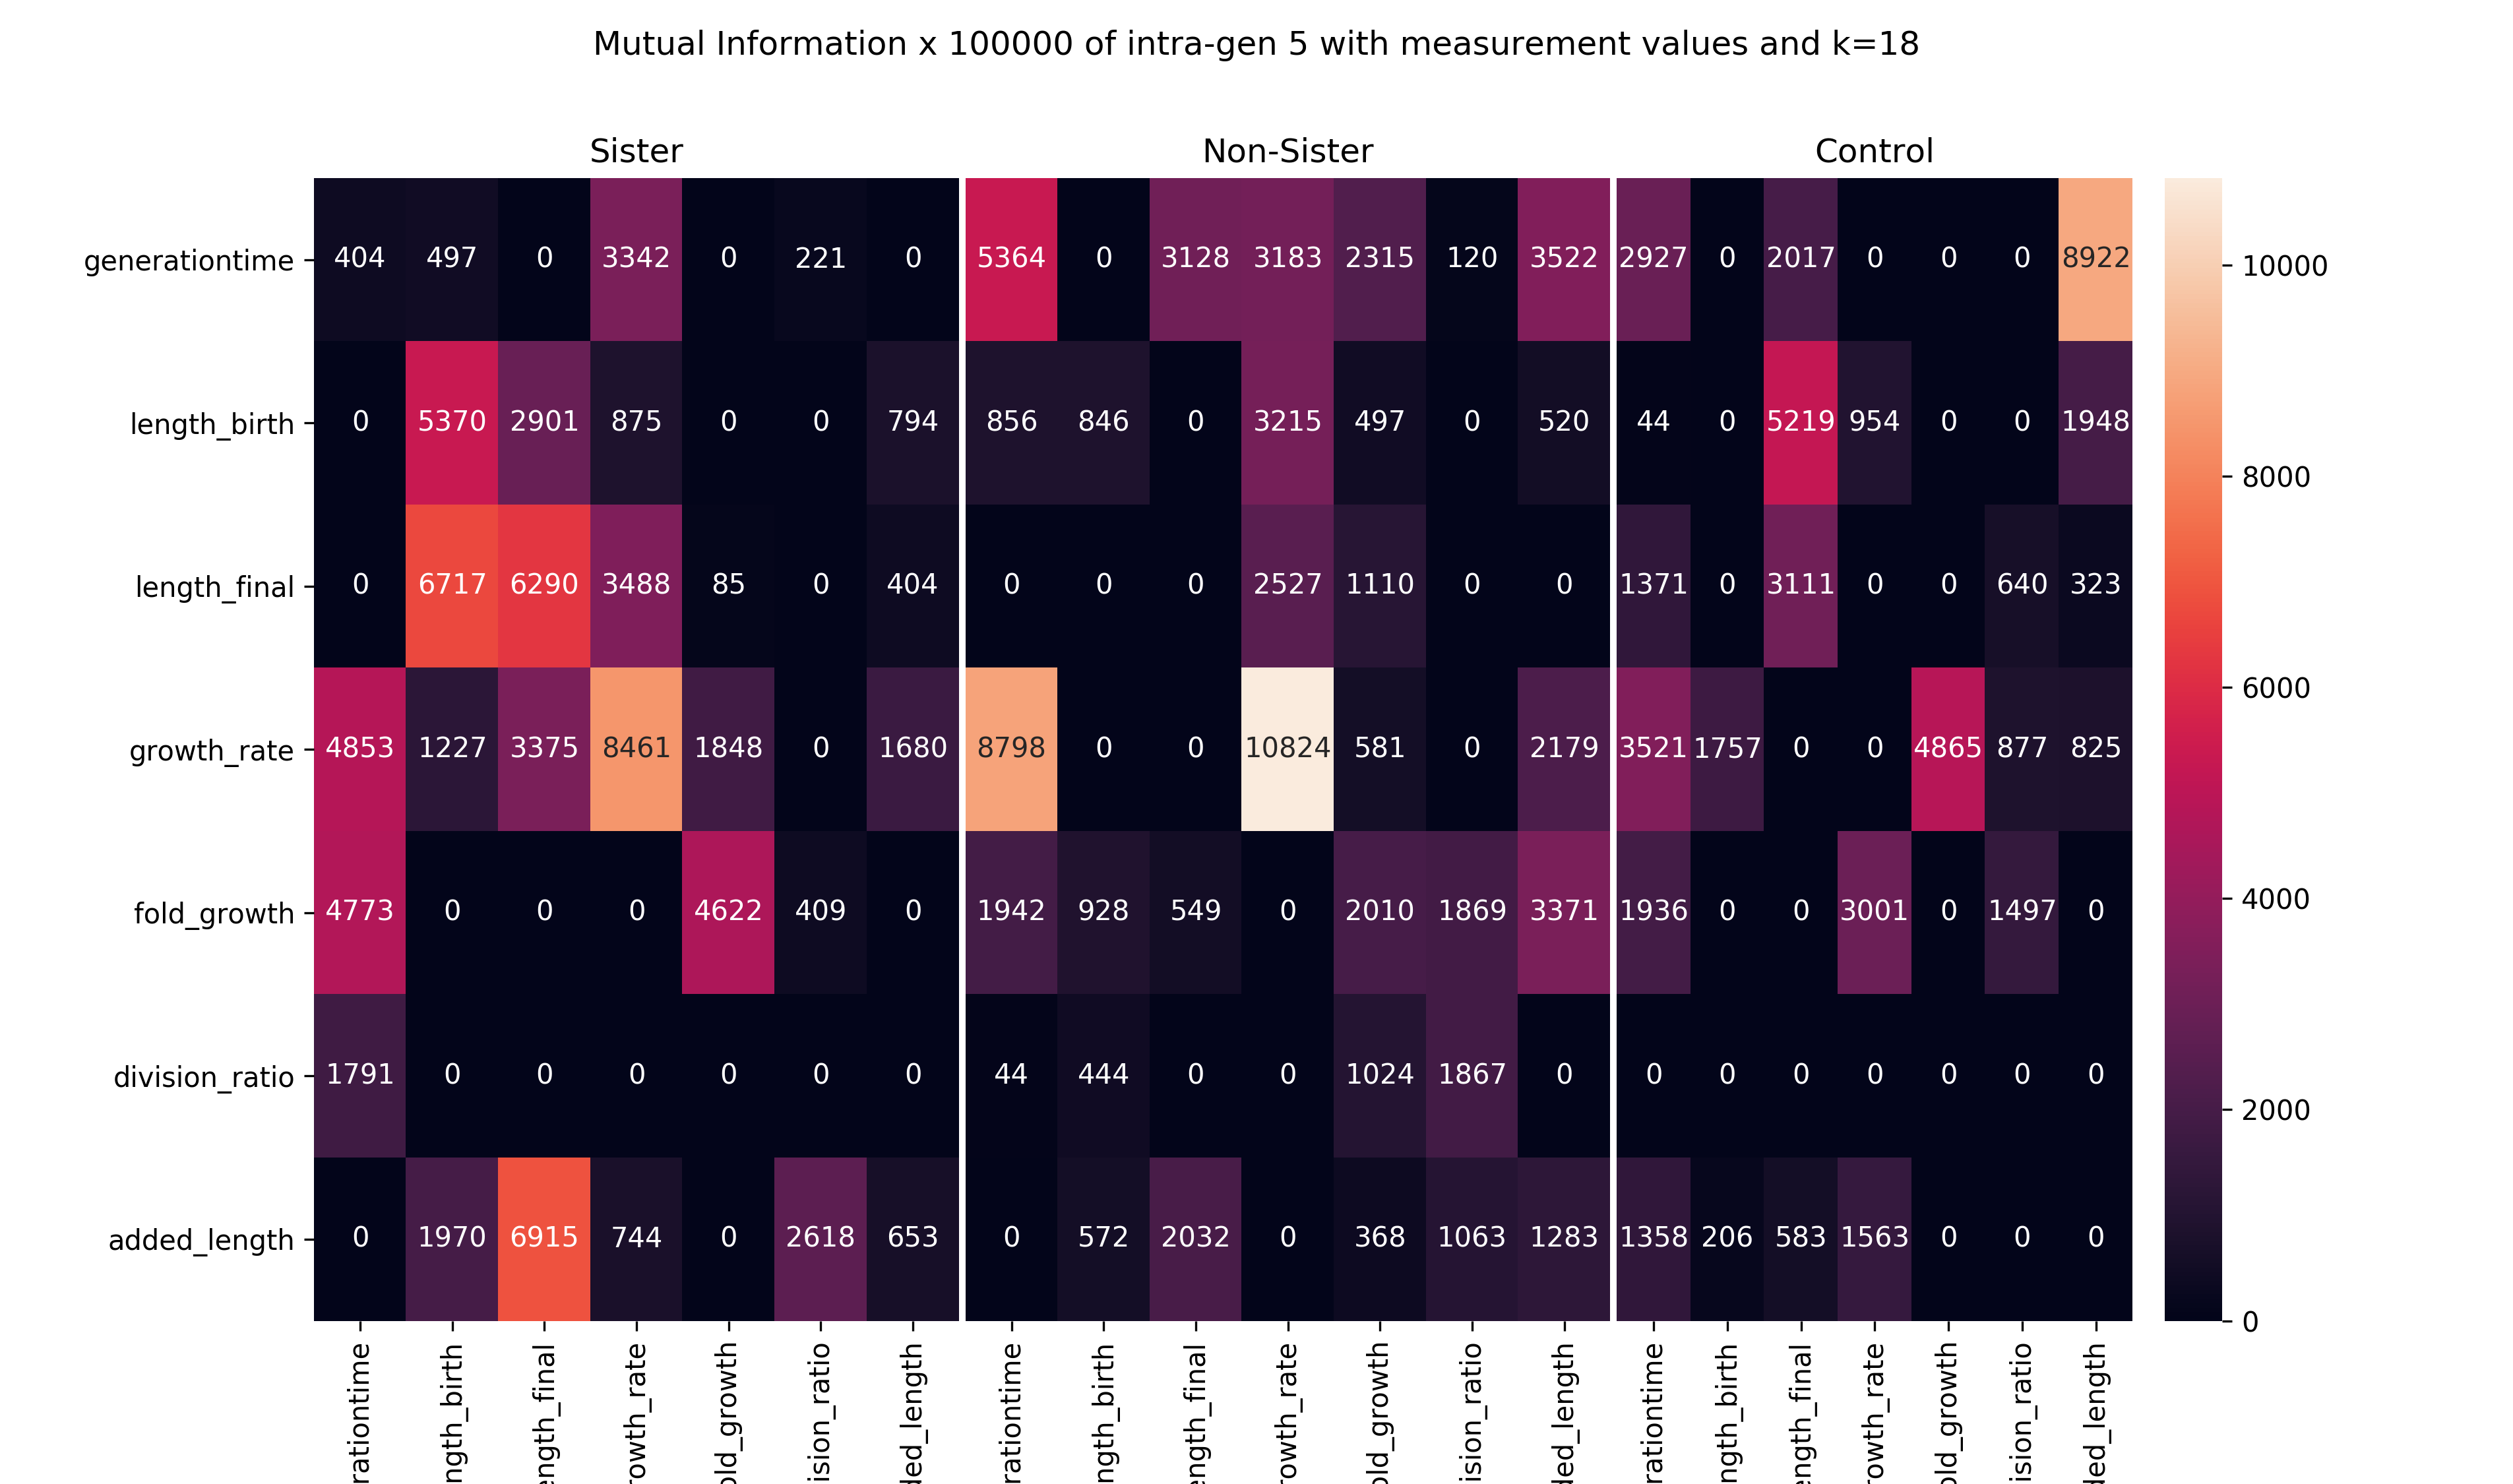 Mutual Information x 100000 of intra-gen 5 with measurement values and k=18
Sister Non-Sister Control
generationtime 404 497 0 3342 0 221 0 5364 0 3128 3183 2315 120 3522 2927 0 2017 0 0 0 8922
length_birth 0 5370 2901 875 0 0 794 856 846 0 3215 497 0 520 44 0 5219 954 0 0 1948
length_final 0 6717 6290 3488 85 0 404 0 0 0 2527 1110 0 0 1371 0 3111 0 0 640 323
growth_rate 4853 1227 3375 8461 1848 0 1680 8798 0 0 10824 581 0 2179 3521 1757 0 0 4865 877 825
fold_growth 4773 0 0 0 4622 409 0 1942 928 549 0 2010 1869 3371 1936 0 0 3001 0 1497 0
division_ratio 1791 0 0 0 0 0 0 44 444 0 0 1024 1867 0 0 0 0 0 0 0 0
added_length 0 1970 6915 744 0 2618 653 0 572 2032 0 368 1063 1283 1358 206 583 1563 0 0 0
10000
8000
6000
4000
2000
0
rationtime
ngth_birth
ength_final
rowth_rate
old_growth
ision_ratio
ded_length
rationtime
ngth_birth
ength_final
rowth_rate
old_growth
ision_ratio
ded_length
rationtime
ngth_birth
ength_final
rowth_rate
old_growth
ision_ratio
ded_length